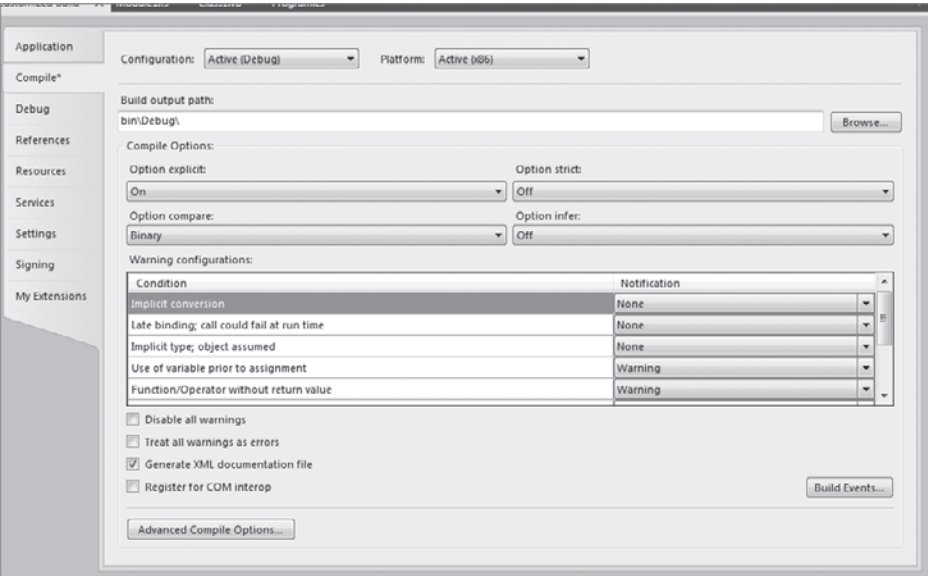 Application
Compile*
Debug
References
Resources
Services
Settings
Signing
My Extensions
Configuration: Active (Debug) Platform: Active (x86)
Build output path:
bin\Debug\ Browse...
Compile Options:
Option explicit: Option strict:
On Off
Option compare: Option infer:
Binary Off
Warning configurations:
Condition Notification
Implicit conversion None
Late binding; call could fail at run time None
Implicit type; object assumed None
Use of variable prior to assignment Warning
Function/Operator without return value Warning
Disable all warnings
Treat all warnings as errors
Generate XML documentation file
Register for COM interop Build Events...
Advanced Compile Options...